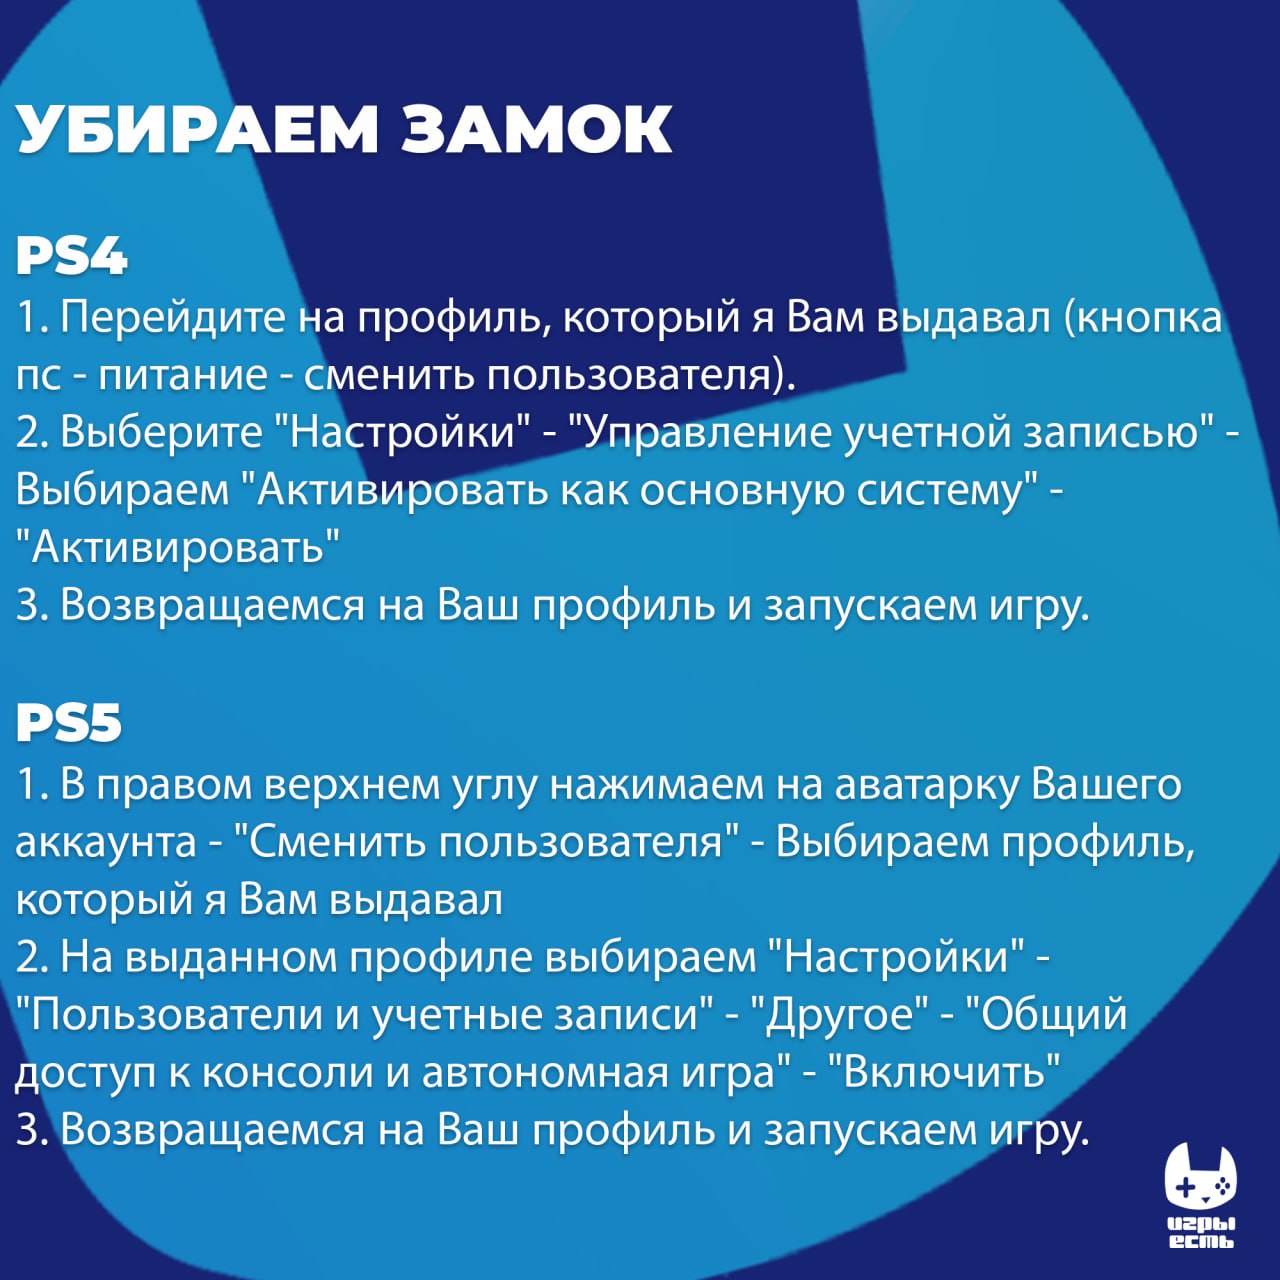 УБИРАЕМ ЗАМОК
PS4
1. Перейдите на профиль, который я Вам выдавал (кнопка
пс - питание - сменить пользователя).
2. Выберите "Настройки" - "Управление учетной записью" -
Выбираем "Активировать как основную систему" -
"Активировать"
3. Возвращаемся на Ваш профиль и запускаем игру.
PS5
1. В правом верхнем углу нажимаем на аватарку Вашего
аккаунта - "Сменить пользователя" - Выбираем профиль,
который я Вам выдавал
2. На выданном профиле выбираем "Настройки" -
"Пользователи и учетные записи" - "Другое" - "Общий
доступ к консоли и автономная игра" - "Включить"
3. Возвращаемся на Ваш профиль и запускаем игру.
игры
есть